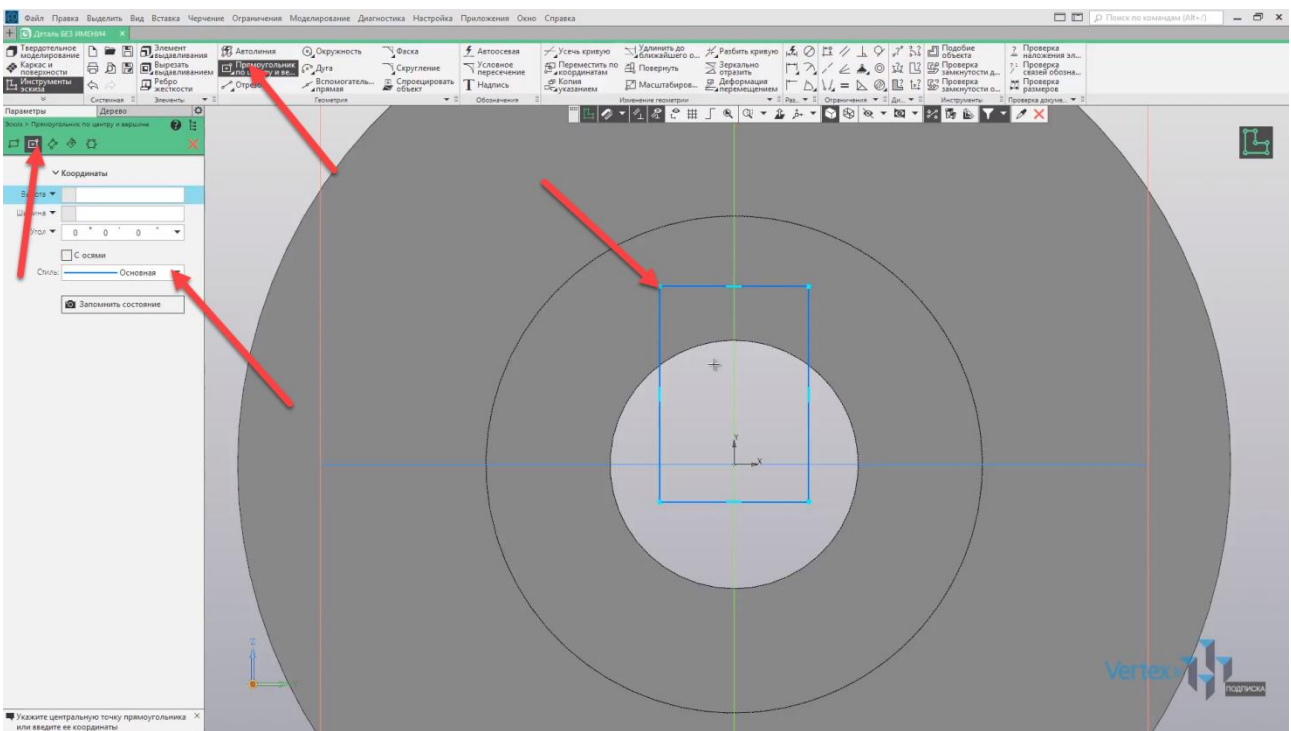 Файл Правка Выделить Вид Вставка Черчение Ограничения Моделирование Диагностика Настройка Приложения Окно Справка
Поиск по командам (Alt+/)
Деталь БЕЗ ИМЕНИ4
Твердотельное моделирование
Каркас и поверхности
Инструменты эскиза
Системная
Элемент выдавливания
Вырезать выдавливанием
Ребро жесткости
Элементы
Автолиния
Прямоугольник по центру и ве...
Отрезок
Окружность
Дуга
Вспомогатель... прямая
Фаска
Скругление
Спроецировать объект
Геометрия
Автоосевая
Условное пересечение
Надпись
Обозначения
Усечь кривую
Переместить по координатам
Копия указанием
Удлинить до ближайшего о...
Повернуть
Масштабиров...
Разбить кривую
Зеркально отразить
Деформация перемещением
Изменение геометрии
Раз...
Ограничения
Ди...
Подобие объекта
Проверка замкнутости д...
Проверка замкнутости о...
Инструменты
Проверка наложения эл...
Проверка связей обозна...
Проверка размеров
Проверка докуме...
Параметры
Дерево
Эскиз > Прямоугольник по центру и вершине
Координаты
Высота
Ширина
Угол 0 ° 0 ' 0 "
С осями
Стиль: Основная
Запомнить состояние
Y
X
Z
Y
Vertex
ПОДПИСКА
Укажите центральную точку прямоугольника
или введите ее координаты